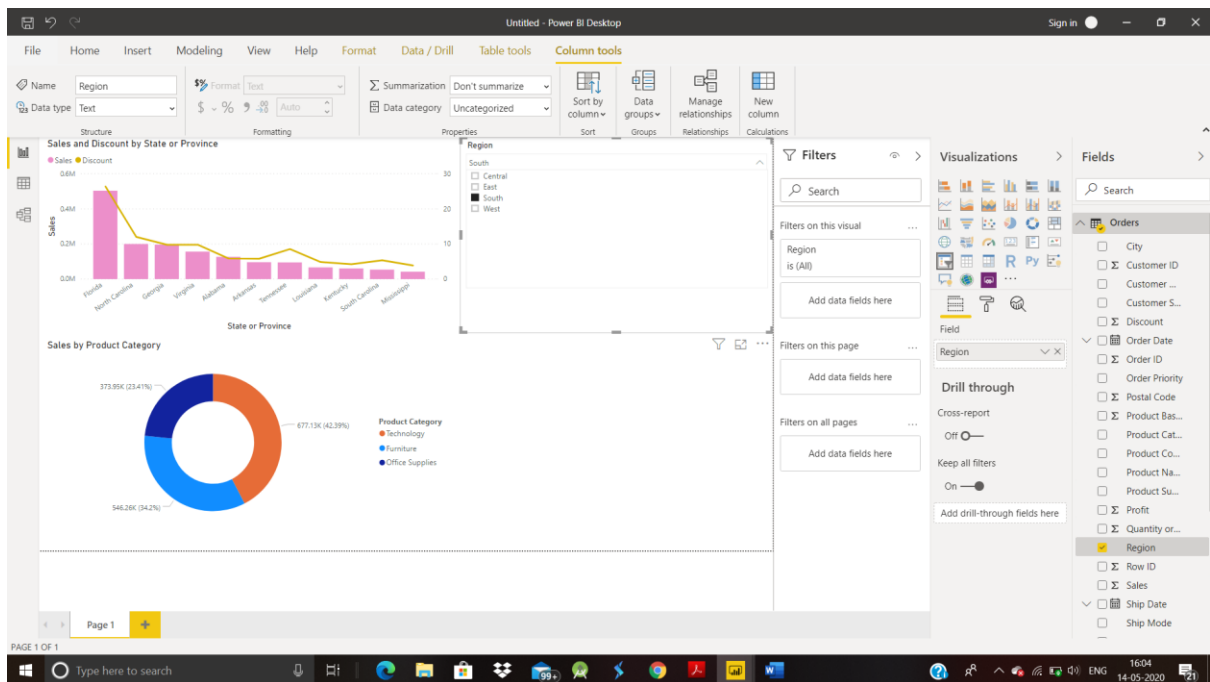 Untitled - Power BI Desktop
Sign in
File Home Insert Modeling View Help Format Data / Drill Table tools Column tools
Name Region
Data type Text
Structure
$% Format Text
$ % 9 Auto
Formatting
Σ Summarization Don't summarize
Data category Uncategorized
Properties
Sort by column
Sort
Data groups
Groups
Manage relationships
Relationships
New column
Calculations
Sales and Discount by State or Province
Sales Discount
0.6M
0.4M
0.2M
0.0M
Sales
30
20
10
0
Florida
North Carolina
Georgia
Virginia
Alabama
Arkansas
Tennessee
Louisiana
Kentucky
South Carolina
Mississippi
State or Province
Region
South
Central
East
South
West
Sales by Product Category
373.95K (23.41%)
677.13K (42.39%)
546.26K (34.2%)
Product Category
Technology
Furniture
Office Supplies
Filters
Search
Filters on this visual ...
Region
is (All)
Add data fields here
Filters on this page ...
Add data fields here
Filters on all pages ...
Add data fields here
Visualizations
R Py
...
Field
Region
Drill through
Cross-report
Off
Keep all filters
On
Add drill-through fields here
Fields
Search
Orders
City
Σ Customer ID
Customer ...
Customer S...
Σ Discount
Order Date
Σ Order ID
Order Priority
Σ Postal Code
Σ Product Bas...
Product Cat...
Product Co...
Product Na...
Product Su...
Σ Profit
Σ Quantity or...
Region
Σ Row ID
Σ Sales
Ship Date
Ship Mode
Page 1
+
PAGE 1 OF 1
Type here to search
99+
W
ENG
16:04
14-05-2020
21